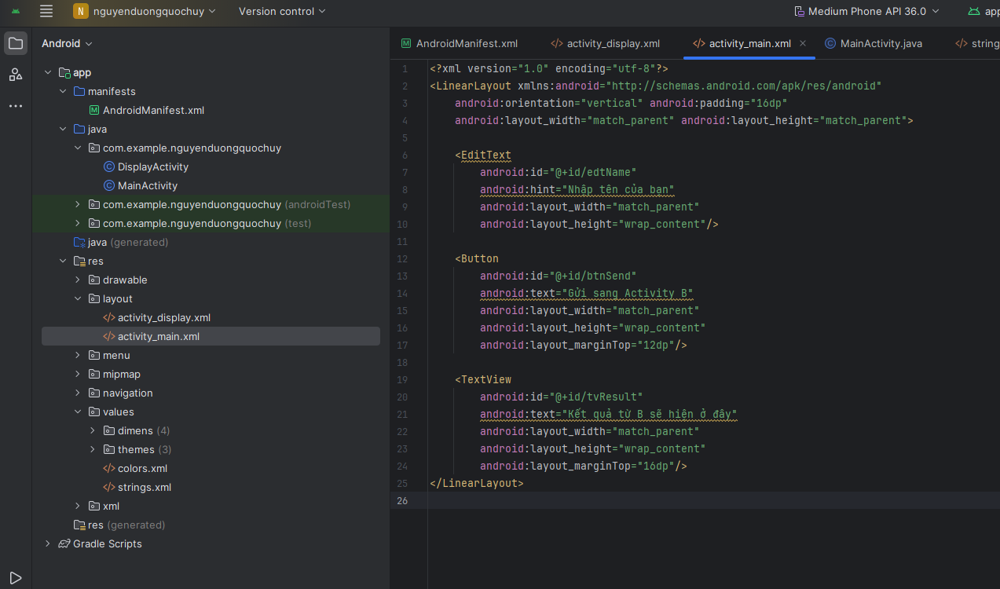 N nguyenduongquochuy Version control Medium Phone API 36.0 app
Android
AndroidManifest.xml activity_display.xml activity_main.xml MainActivity.java string
app
manifests
AndroidManifest.xml
java
com.example.nguyenduongquochuy
DisplayActivity
MainActivity
com.example.nguyenduongquochuy (androidTest)
com.example.nguyenduongquochuy (test)
java (generated)
res
drawable
layout
activity_display.xml
activity_main.xml
menu
mipmap
navigation
values
dimens (4)
themes (3)
colors.xml
strings.xml
xml
res (generated)
Gradle Scripts
1 <?xml version="1.0" encoding="utf-8"?>
2 <LinearLayout xmlns:android="http://schemas.android.com/apk/res/android"
3 android:orientation="vertical" android:padding="16dp"
4 android:layout_width="match_parent" android:layout_height="match_parent">
5
6 <EditText
7 android:id="@+id/edtName"
8 android:hint="Nhập tên của bạn"
9 android:layout_width="match_parent"
10 android:layout_height="wrap_content"/>
11
12 <Button
13 android:id="@+id/btnSend"
14 android:text="Gửi sang Activity B"
15 android:layout_width="match_parent"
16 android:layout_height="wrap_content"
17 android:layout_marginTop="12dp"/>
18
19 <TextView
20 android:id="@+id/tvResult"
21 android:text="Kết quả từ B sẽ hiện ở đây"
22 android:layout_width="match_parent"
23 android:layout_height="wrap_content"
24 android:layout_marginTop="16dp"/>
25 </LinearLayout>
26